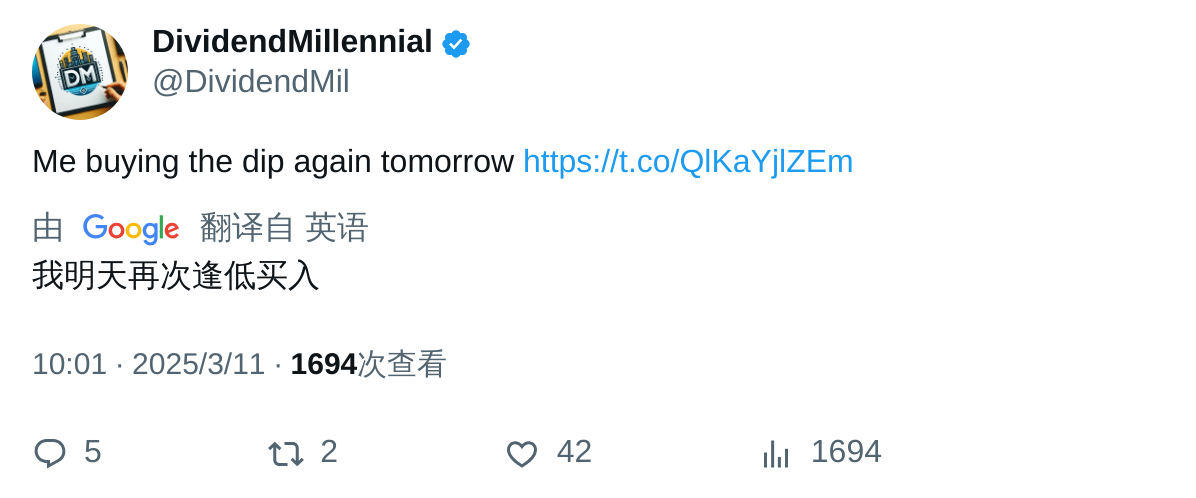 DM
DividendMillennial
@DividendMil
Me buying the dip again tomorrow https://t.co/QlKaYjlZEm
由 Google 翻译自 英语
我明天再次逢低买入
10:01 · 2025/3/11 · 1694次查看
5 2 42 1694